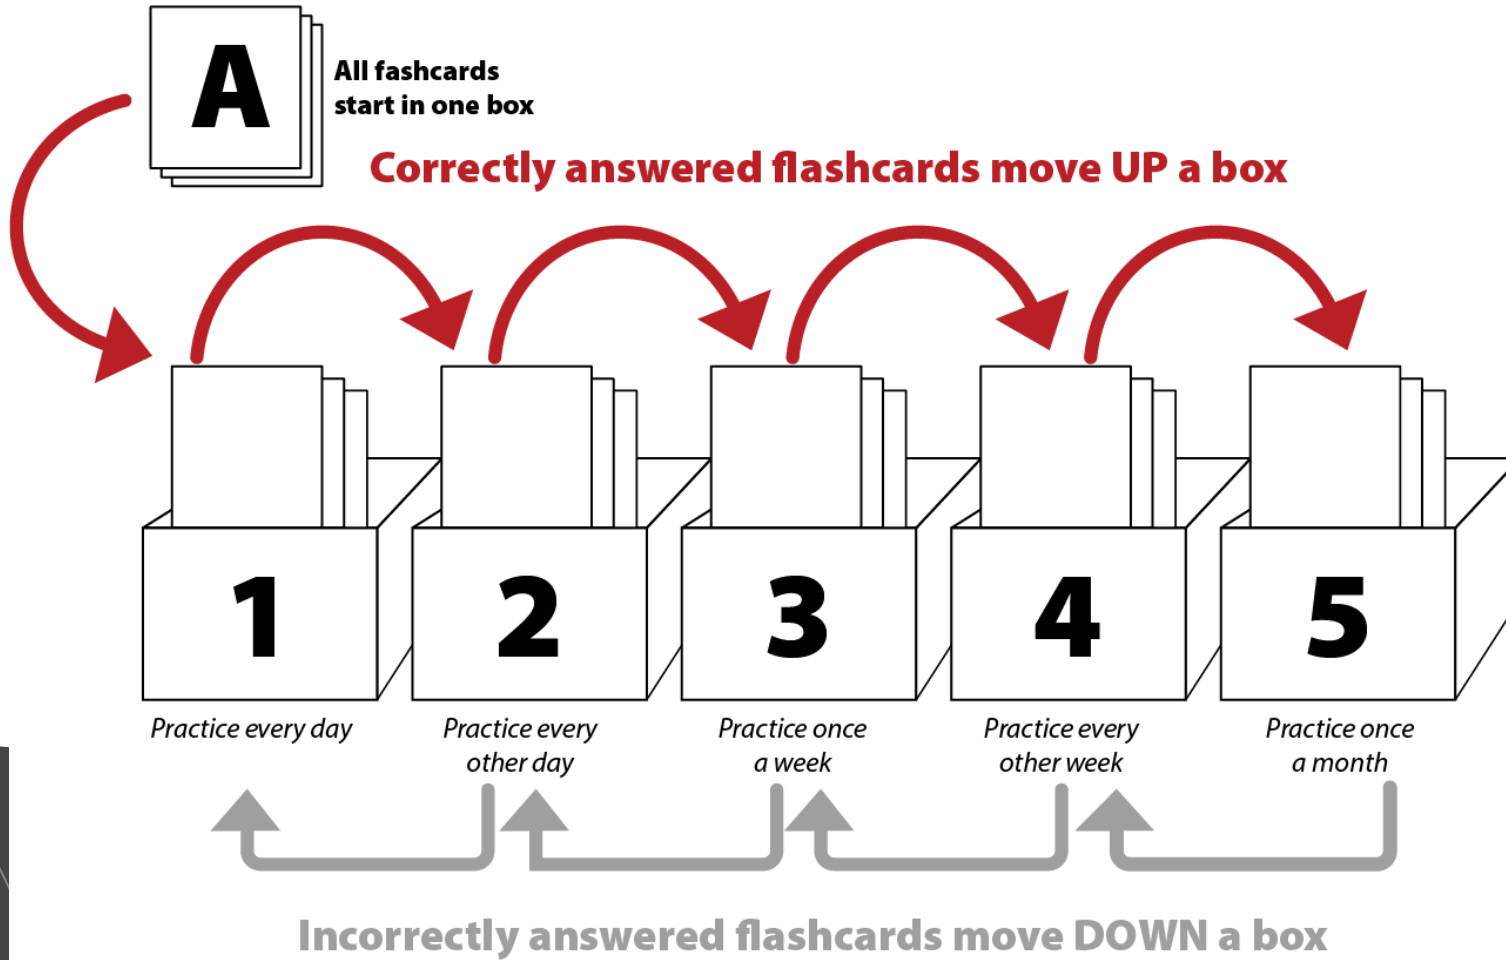 A
All fashcards
start in one box
Correctly answered flashcards move UP a box
1
2
3
4
5
Practice every day
Practice every
other day
Practice once
a week
Practice every
other week
Practice once
a month
Incorrectly answered flashcards move DOWN a box